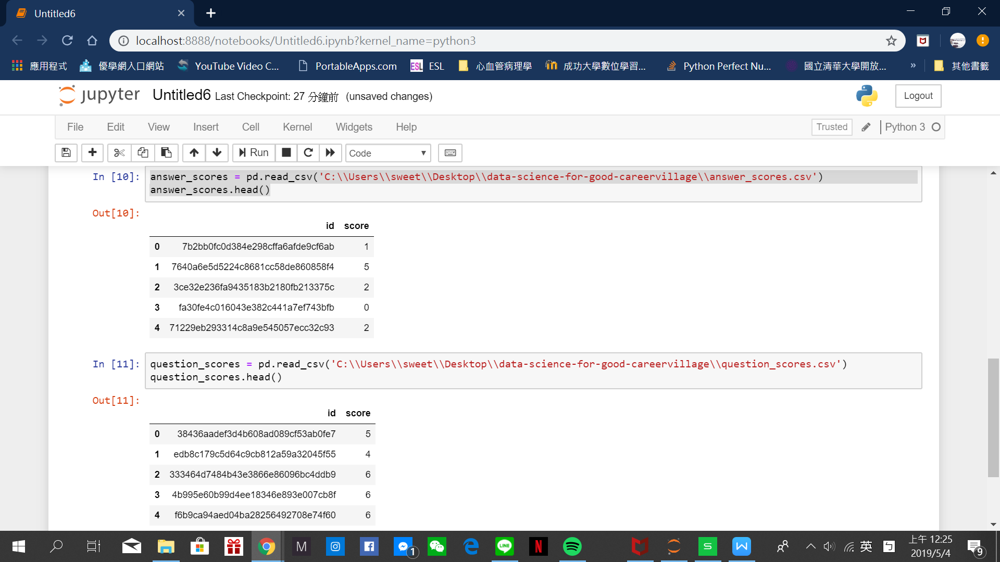 Untitled6
localhost:8888/notebooks/Untitled6.ipynb?kernel_name=python3
應用程式 優學網入口網站 YouTube Video C... PortableApps.com ESL ESL 心血管病理學 成功大學數位學習... Python Perfect Nu... 國立清華大學開放... » 其他書籤
jupyter Untitled6 Last Checkpoint: 27 分鐘前 (unsaved changes) Logout
File Edit View Insert Cell Kernel Widgets Help Trusted Python 3
Run Code
In [10]: answer_scores = pd.read_csv('C:\\Users\\sweet\\Desktop\\data-science-for-good-careervillage\\answer_scores.csv')
answer_scores.head()
Out[10]:
id score
0 7b2bb0fc0d384e298cffa6afde9cf6ab 1
1 7640a6e5d5224c8681cc58de860858f4 5
2 3ce32e236fa9435183b2180fb213375c 2
3 fa30fe4c016043e382c441a7ef743bfb 0
4 71229eb293314c8a9e545057ecc32c93 2
In [11]: question_scores = pd.read_csv('C:\\Users\\sweet\\Desktop\\data-science-for-good-careervillage\\question_scores.csv')
question_scores.head()
Out[11]:
id score
0 38436aadef3d4b608ad089cf53ab0fe7 5
1 edb8c179c5d64c9cb812a59a32045f55 4
2 333464d7484b43e3866e86096bc4ddb9 6
3 4b995e60b99d4ee18346e893e007cb8f 6
4 f6b9ca94aed04ba28256492708e74f60 6
M 1 LINE N S W 英 ㄅ 上午 12:25
2019/5/4 9